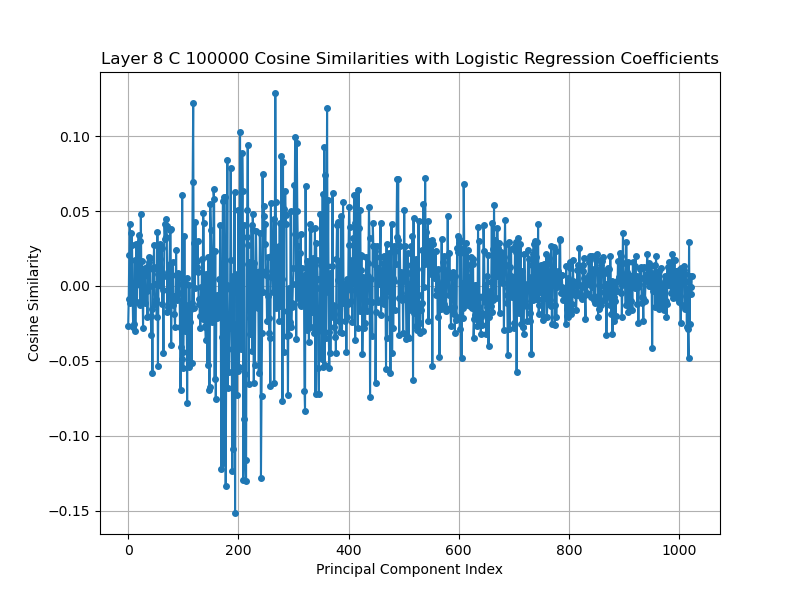 Layer 8 C 100000 Cosine Similarities with Logistic Regression Coefficients
Cosine Similarity
0.10
0.05
0.00
−0.05
−0.10
−0.15
0 200 400 600 800 1000
Principal Component Index